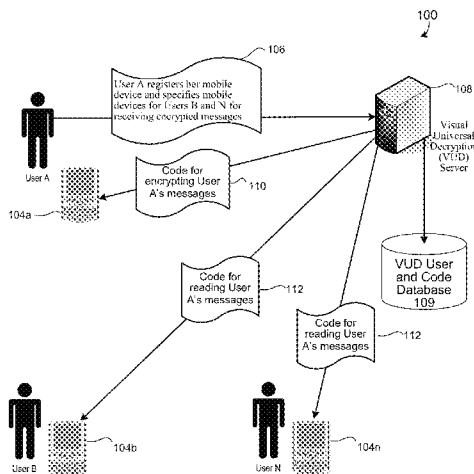 100
106
User A registers her mobile
device and specifies mobile
devices for Users B and N for
receiving encrypted messages
108
Visual
Universal
Decryption
(VUD)
Server
User A
104a
Code for
encrypting User
A's messages
110
VUD User
and Code
Database
109
Code for
reading User
A's messages
112
Code for
reading User
A's messages
112
User B
104b
User N
104n